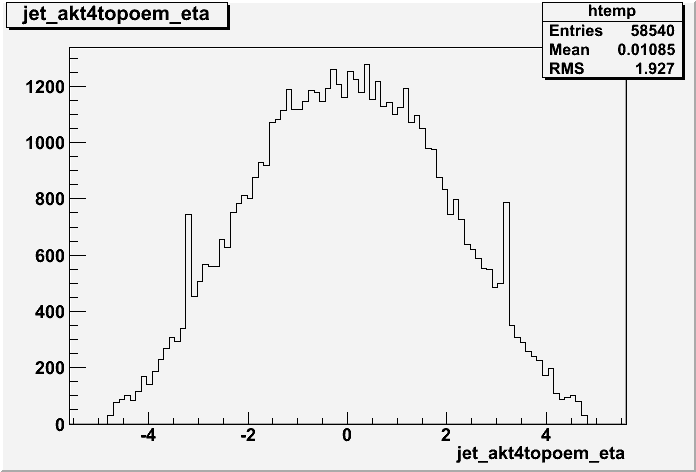 jet_akt4topoem_eta
htemp
Entries 58540
Mean 0.01085
RMS 1.927
1200
1000
800
600
400
200
0
-4 -2 0 2 4
jet_akt4topoem_eta